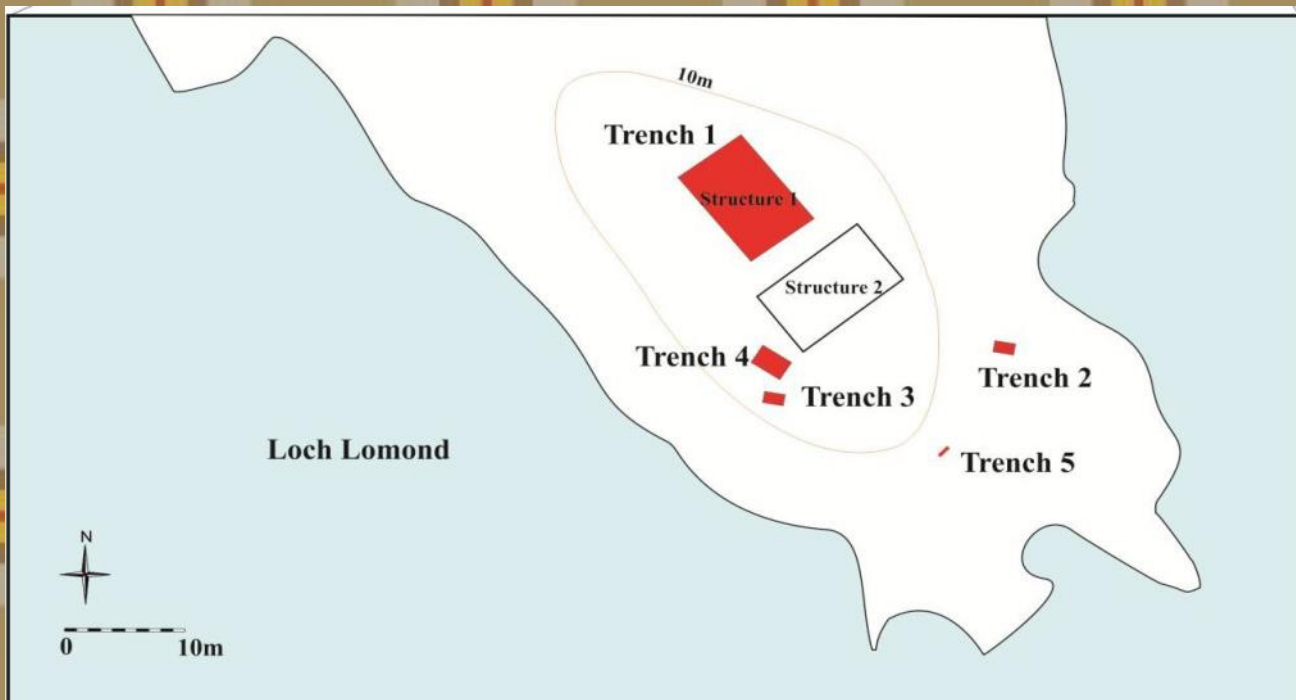 10m
Trench 1
Structure 1
Structure 2
Trench 4
Trench 2
Trench 3
Loch Lomond
Trench 5
N
0 10m